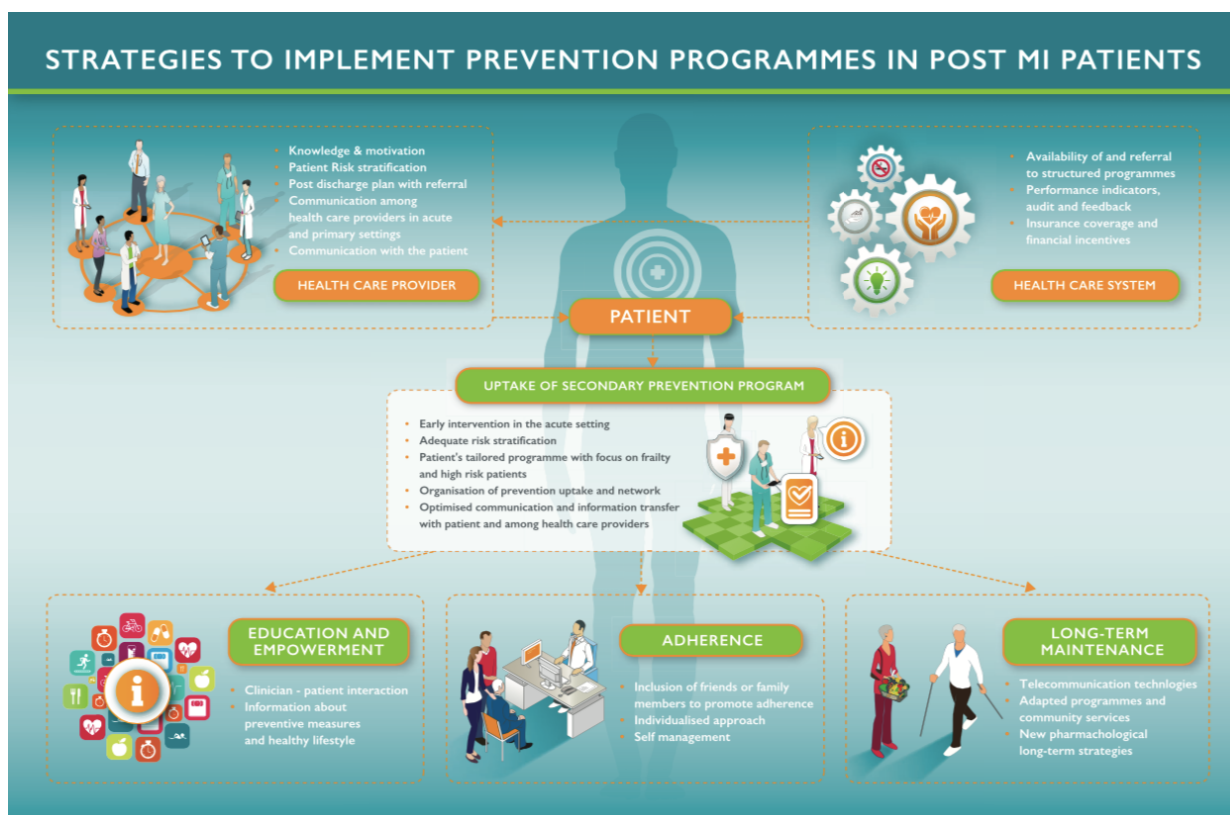 STRATEGIES TO IMPLEMENT PREVENTION PROGRAMMES IN POST MI PATIENTS
• Knowledge & motivation
• Patient Risk stratification
• Post discharge plan with referral
• Communication among
health care providers in acute
and primary settings
• Communication with the patient
HEALTH CARE PROVIDER
• Availability of and referral
to structured programmes
• Performance indicators,
audit and feedback
• Insurance coverage and
financial incentives
HEALTH CARE SYSTEM
PATIENT
UPTAKE OF SECONDARY PREVENTION PROGRAM
• Early intervention in the acute setting
• Adequate risk stratification
• Patient's tailored programme with focus on frailty
and high risk patients
• Organisation of prevention uptake and network
• Optimised communication and information transfer
with patient and among health care providers
EDUCATION AND
EMPOWERMENT
• Clinician - patient interaction
• Information about
preventive measures
and healthy lifestyle
ADHERENCE
• Inclusion of friends or family
members to promote adherence
• Individualised approach
• Self management
LONG-TERM
MAINTENANCE
• Telecommunication technlogies
• Adapted programmes and
community services
• New pharmachological
long-term strategies